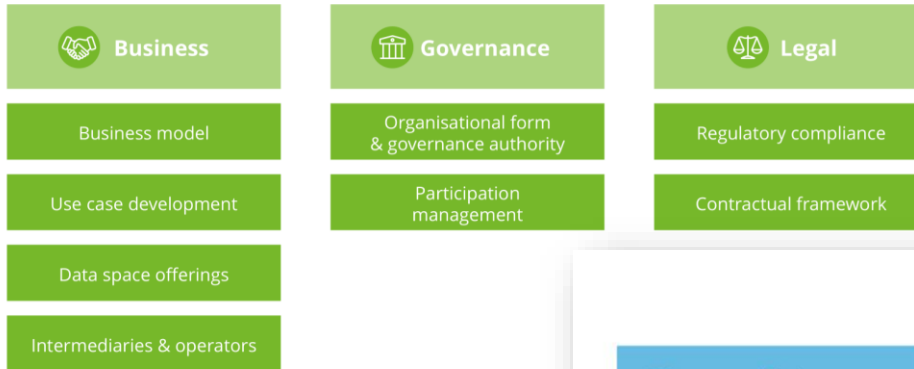 Business
Governance
Legal
Business model
Organisational form
& governance authority
Regulatory compliance
Use case development
Participation
management
Contractual framework
Data space offerings
Intermediaries & operators